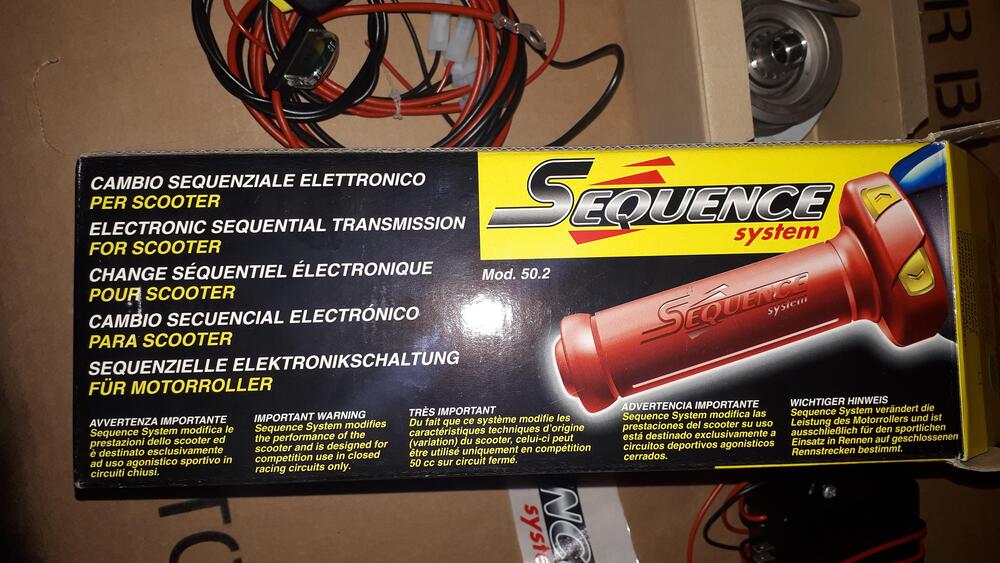 CAMBIO SEQUENZIALE ELETTRONICO
PER SCOOTER
ELECTRONIC SEQUENTIAL TRANSMISSION
FOR SCOOTER
CHANGE SÉQUENTIEL ÉLECTRONIQUE
POUR SCOOTER
CAMBIO SECUENCIAL ELECTRÓNICO
PARA SCOOTER
SEQUENZIELLE ELEKTRONIKSCHALTUNG
FÜR MOTORROLLER
SEQUENCE
system
Mod. 50.2
SEQUENCE
system
AVVERTENZA IMPORTANTE
Sequence System modifica le
prestazioni dello scooter ed
è destinato esclusivamente
ad uso agonistico sportivo in
circuiti chiusi.
IMPORTANT WARNING
Sequence System modifies
the performance of the
scooter and is designed for
competition use in closed
racing circuits only.
TRÈS IMPORTANT
Du fait que ce système modifie les
caractéristiques techniques d'origine
(variation) du scooter, celui-ci peut
être utilisé uniquement en compétition
50 cc sur circuit fermé.
ADVERTENCIA IMPORTANTE
Sequence System modifica las
prestaciones del scooter su uso
está destinado exclusivamente a
circuitos deportivos agonísticos
cerrados.
WICHTIGER HINWEIS
Sequence System verändert die
Leistung des Motorrollers und ist
ausschließlich für den sportlichen
Einsatz in Rennen auf geschlossenen
Rennstrecken bestimmt.